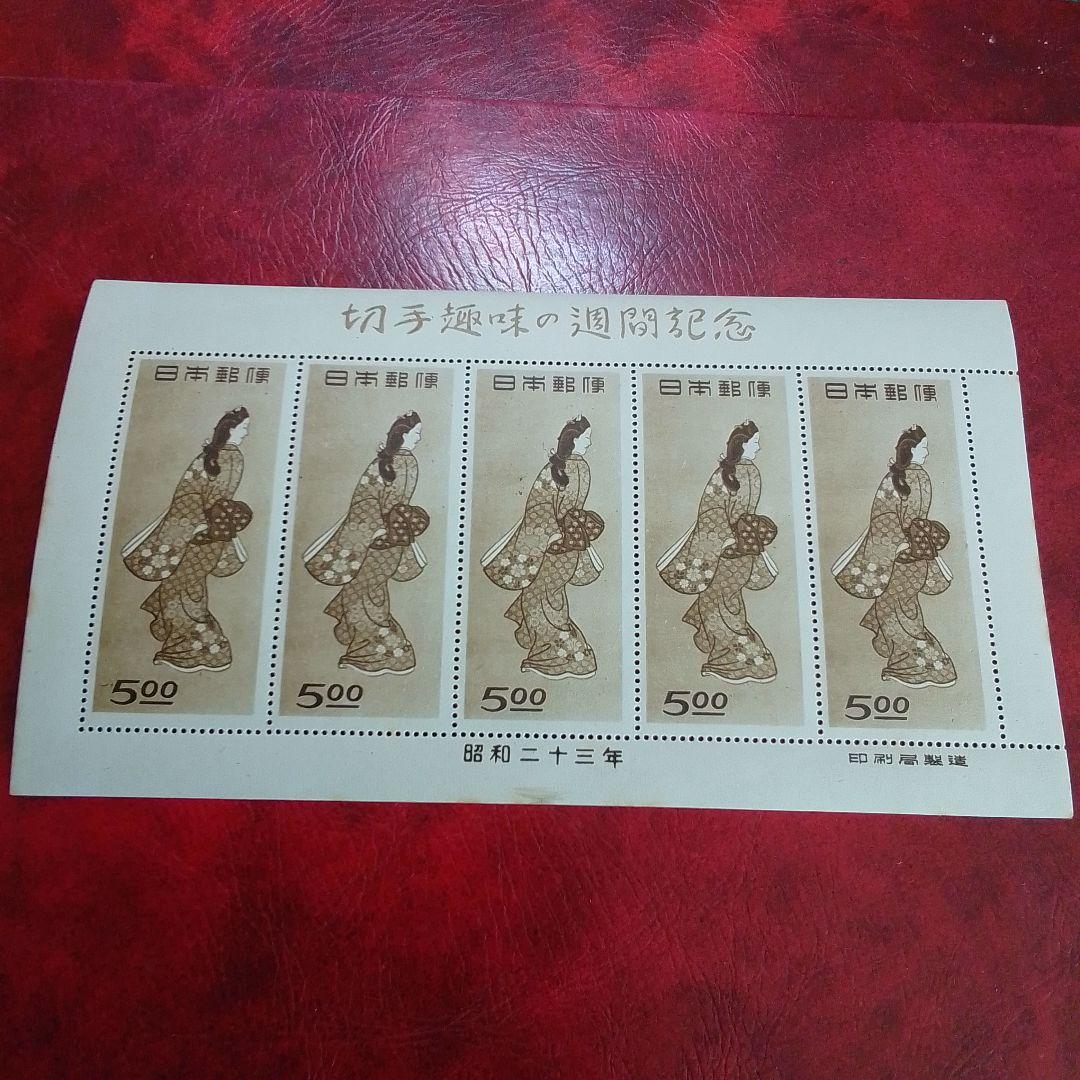 切手趣味の週間記念
日本郵便 日本郵便 日本郵便 日本郵便 日本郵便
5.00 5.00 5.00 5.00 5.00
昭和二十三年
印刷局製造